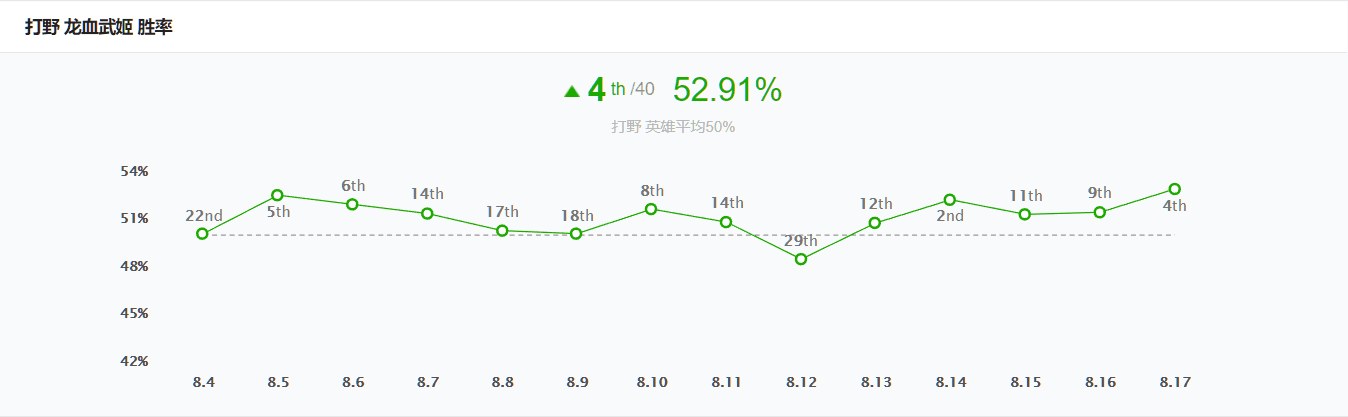 打野 龙血武姬 胜率
4 th /40 52.91%
打野 英雄平均50%
54%
51%
48%
45%
42%
22nd
5th
6th
14th
17th
18th
8th
14th
29th
12th
2nd
11th
9th
4th
8.4 8.5 8.6 8.7 8.8 8.9 8.10 8.11 8.12 8.13 8.14 8.15 8.16 8.17